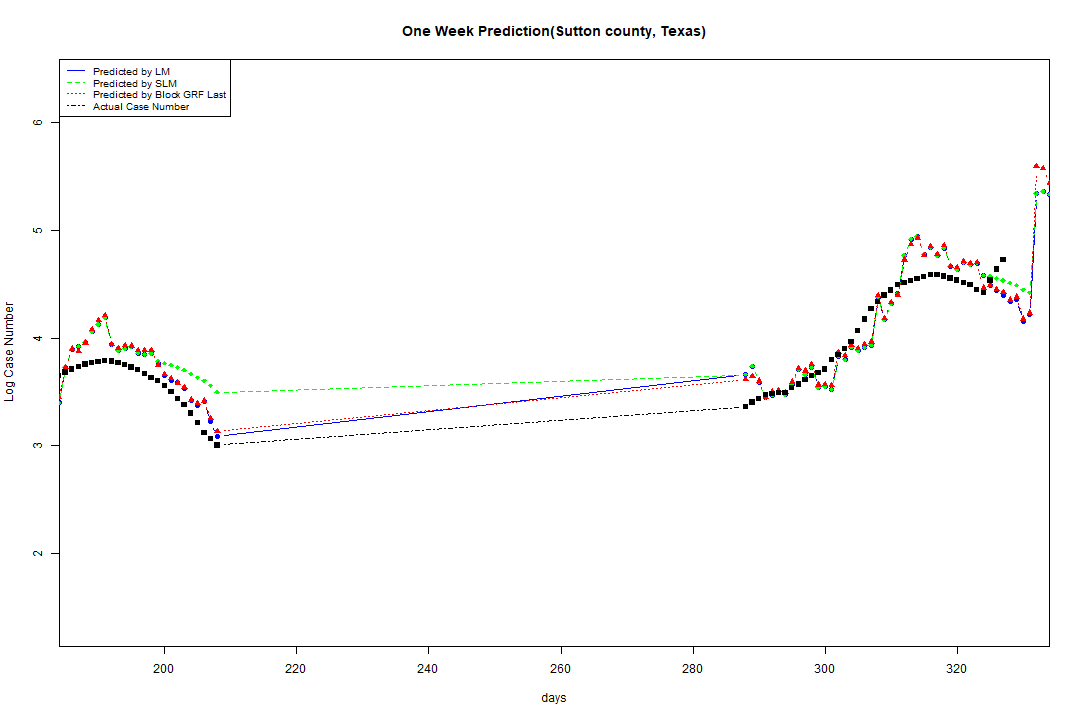 One Week Prediction(Sutton county, Texas)
Predicted by LM
Predicted by SLM
Predicted by Block GRF Last
Actual Case Number
6
5
4
3
2
Log Case Number
200 220 240 260 280 300 320
days